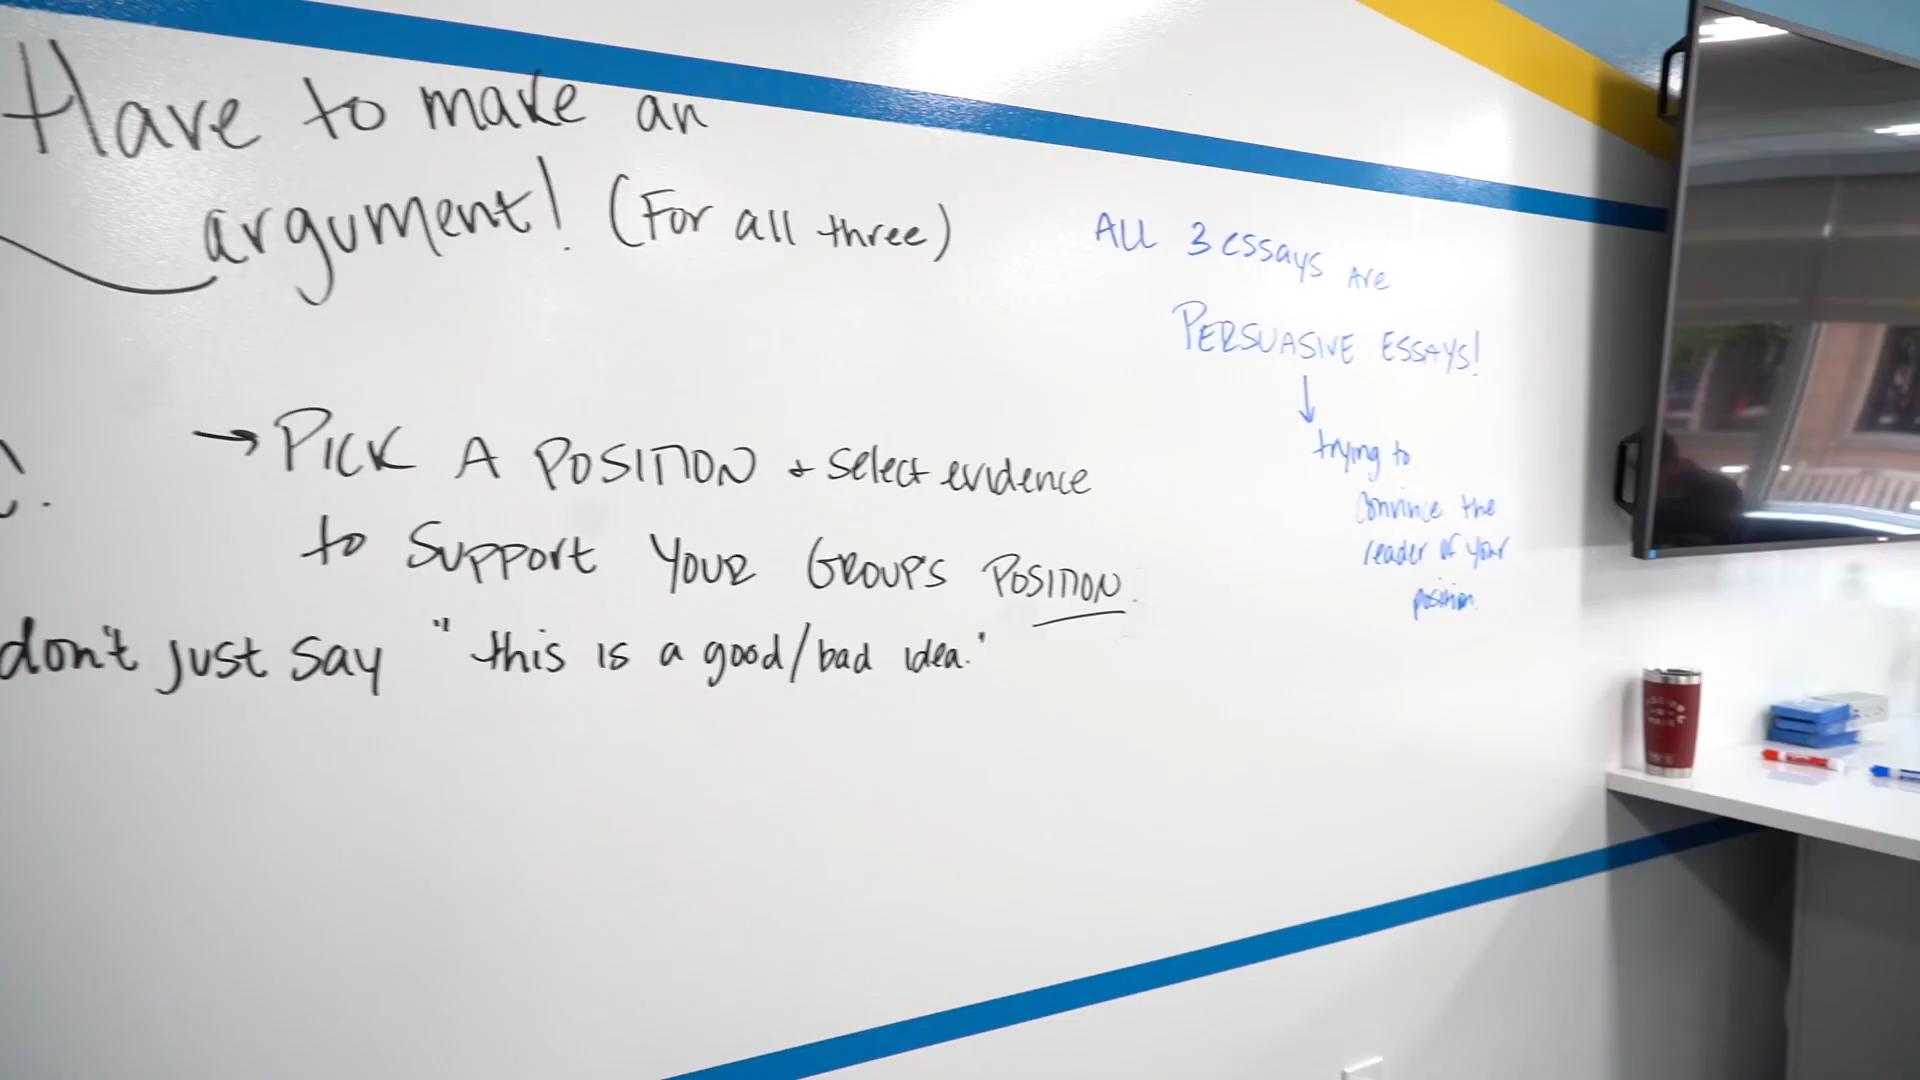 Have to make an
argument! (For all three)
→ PICK A POSITION + select evidence
to support YOUR GROUP'S POSITION.
don't just say "this is a good/bad idea."
ALL 3 essays are
PERSUASIVE ESSAYS!
↓
trying to
convince the
reader of your
position.